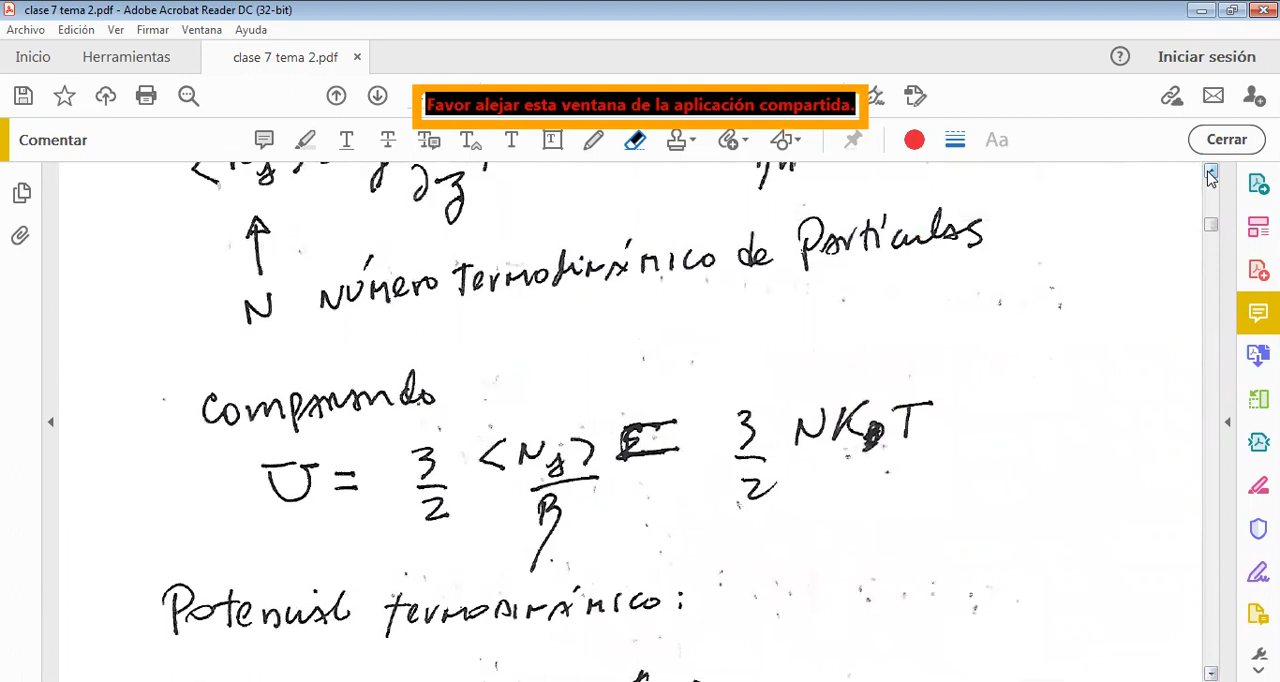 clase 7 tema 2.pdf - Adobe Acrobat Reader DC (32-bit)
Archivo Edición Ver Firmar Ventana Ayuda
Inicio Herramientas clase 7 tema 2.pdf × Iniciar sesión
Favor alejar esta ventana de la aplicación compartida.
Comentar Aa Cerrar
N Número termodinámico de Partículas
comparando
U = 3/2 <N_y>/β = 3/2 N K_B T
Potencial termodinámico: